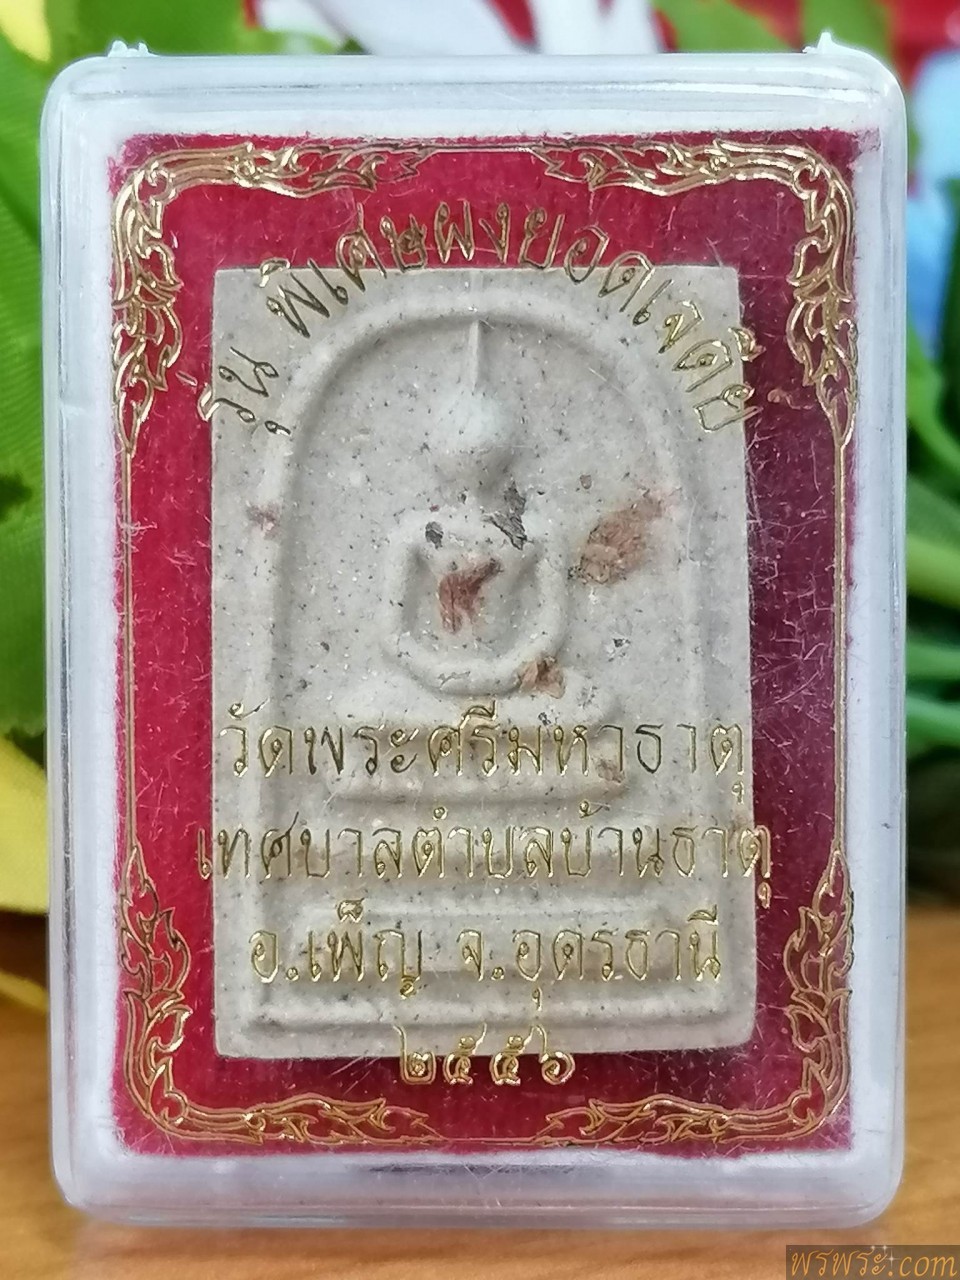 รุ่น พิเศษผงยอดเจดีย์
วัดพระศรีมหาธาตุ
เทศบาลตำบลบ้านธาตุ
อ.เพ็ญ จ.อุดรธานี
๒๕๕๖
พรพระ.com